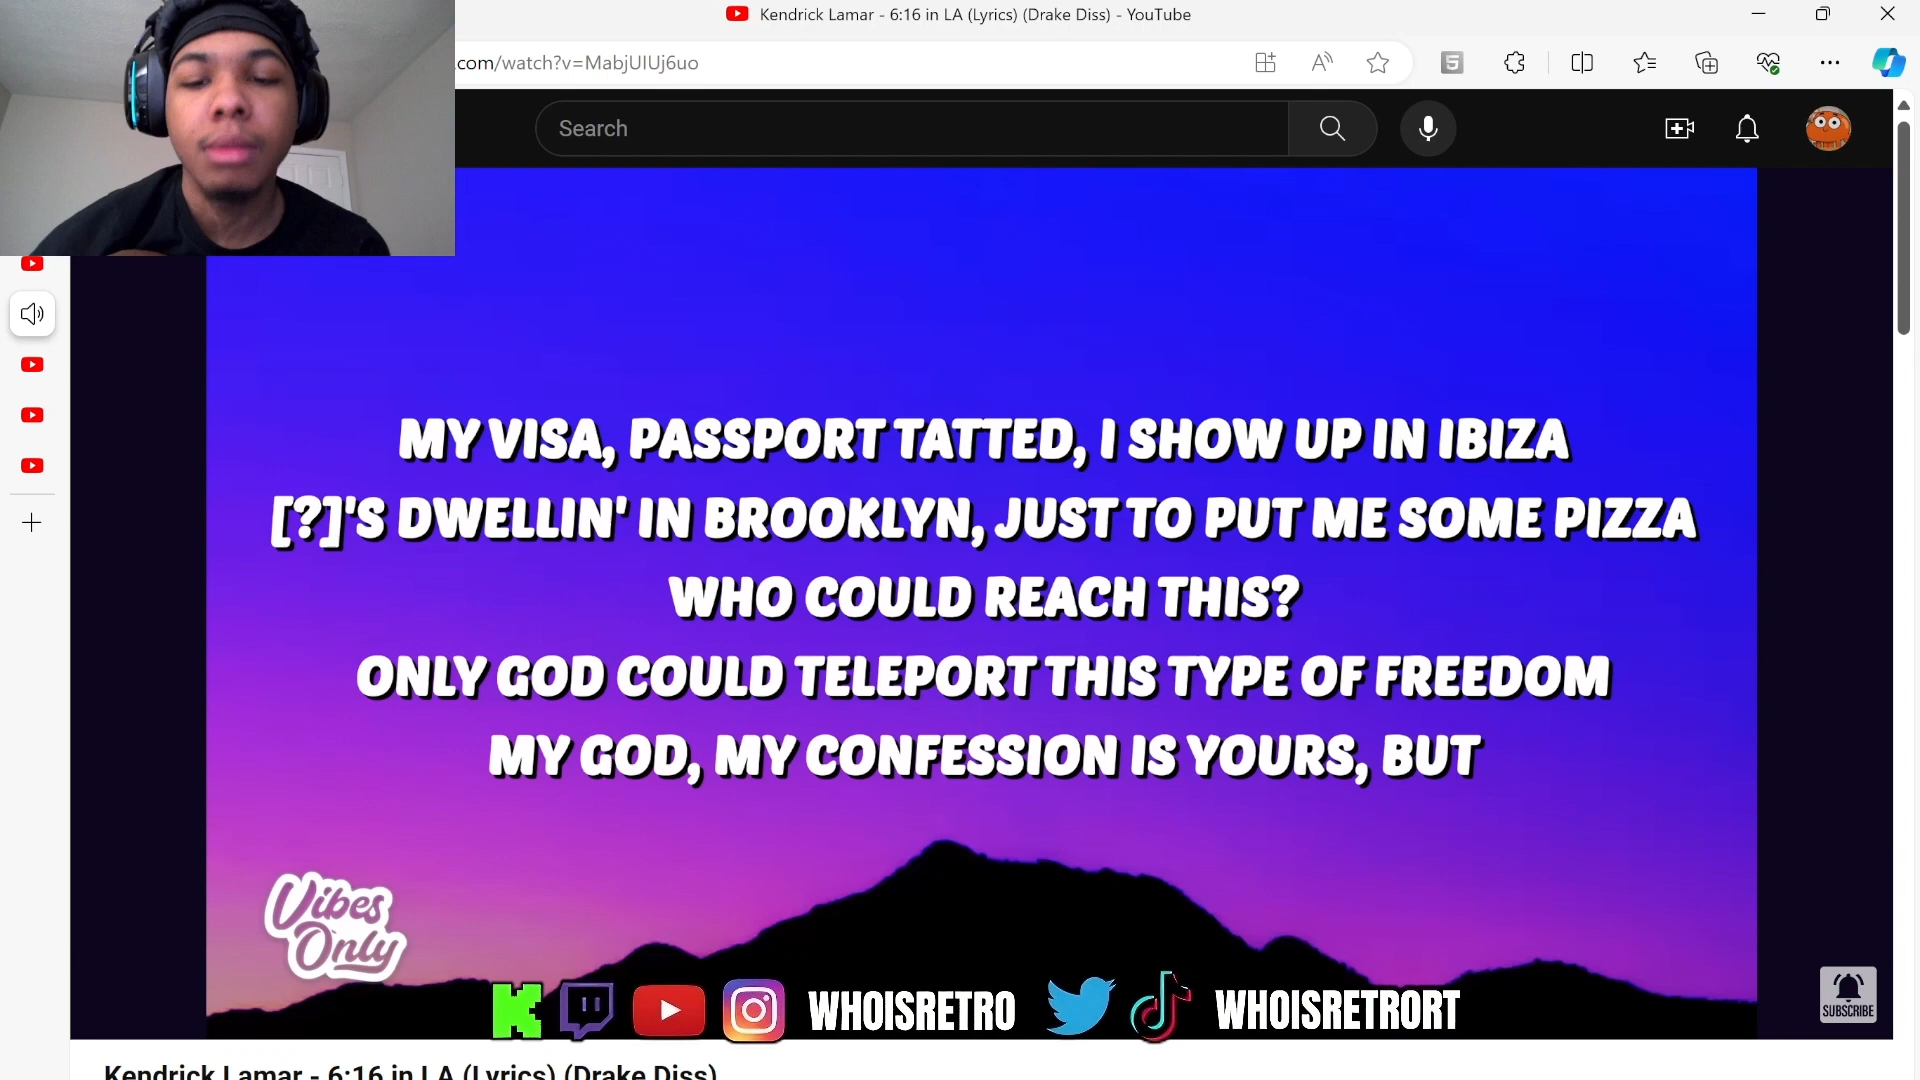 Kendrick Lamar - 6:16 in LA (Lyrics) (Drake Diss) - YouTube
.com/watch?v=MabjUIUj6uo
Search
MY VISA, PASSPORT TATTED, I SHOW UP IN IBIZA
[?]'S DWELLIN' IN BROOKLYN, JUST TO PUT ME SOME PIZZA
WHO COULD REACH THIS?
ONLY GOD COULD TELEPORT THIS TYPE OF FREEDOM
MY GOD, MY CONFESSION IS YOURS, BUT
Vibes
Only
WHOISRETRO
WHOISRETRORT
SUBSCRIBE
Kendrick Lamar - 6:16 in LA (Lyrics) (Drake Diss)